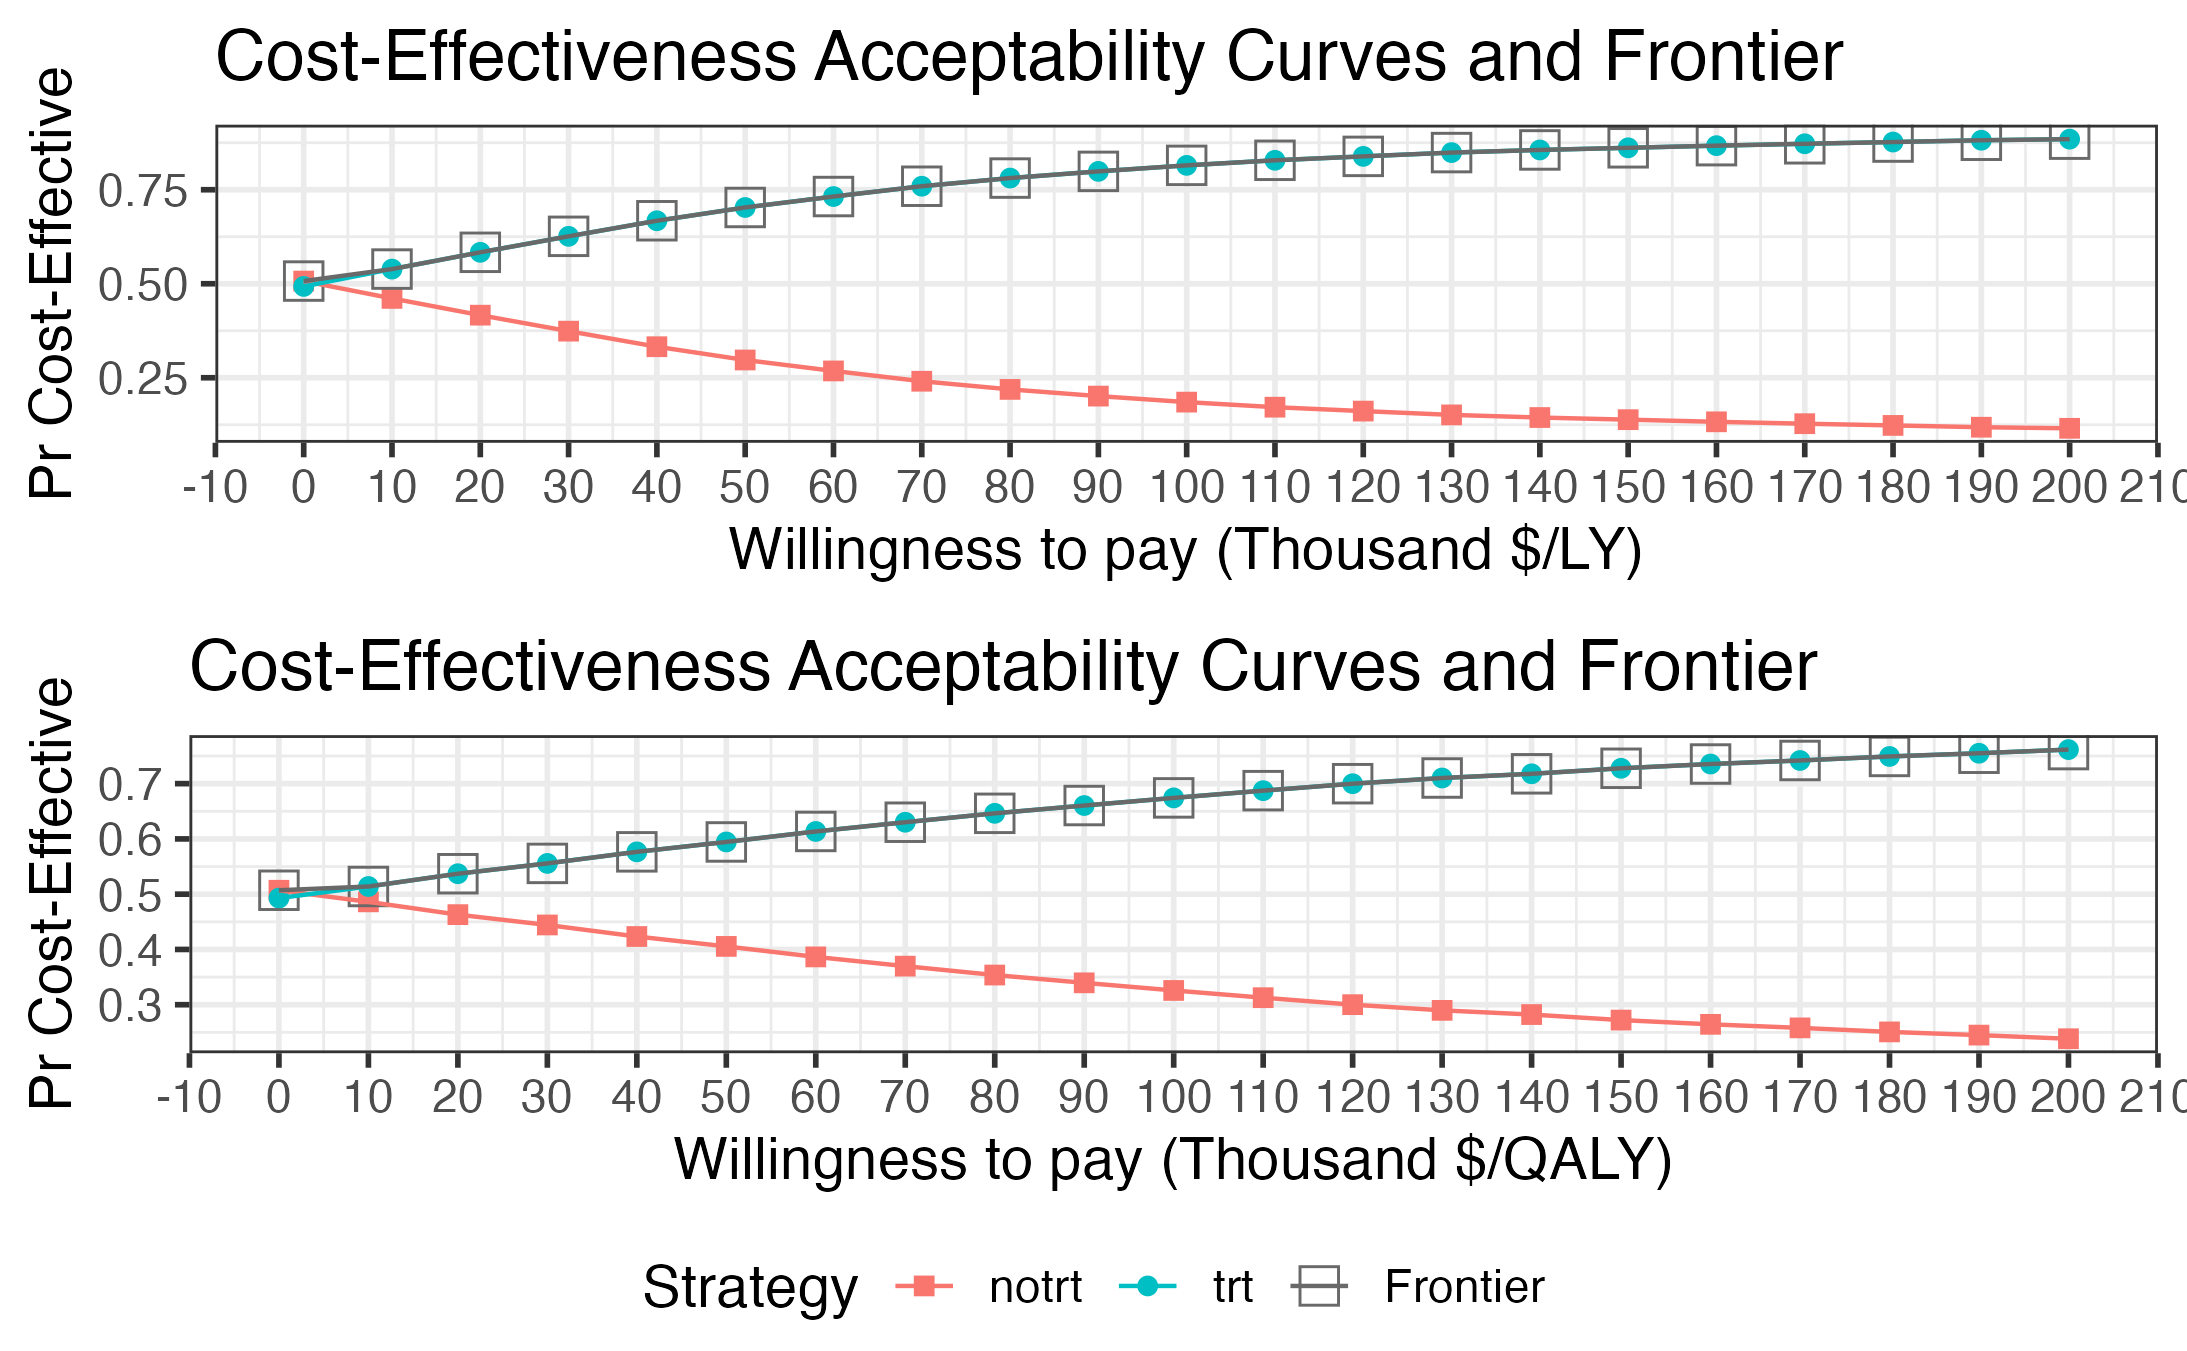 Cost-Effectiveness Acceptability Curves and Frontier
Pr Cost-Effective
0.75
0.50
0.25
-10 0 10 20 30 40 50 60 70 80 90 100 110 120 130 140 150 160 170 180 190 200 210
Willingness to pay (Thousand $/LY)
Cost-Effectiveness Acceptability Curves and Frontier
Pr Cost-Effective
0.7
0.6
0.5
0.4
0.3
-10 0 10 20 30 40 50 60 70 80 90 100 110 120 130 140 150 160 170 180 190 200 210
Willingness to pay (Thousand $/QALY)
Strategy notrt trt Frontier